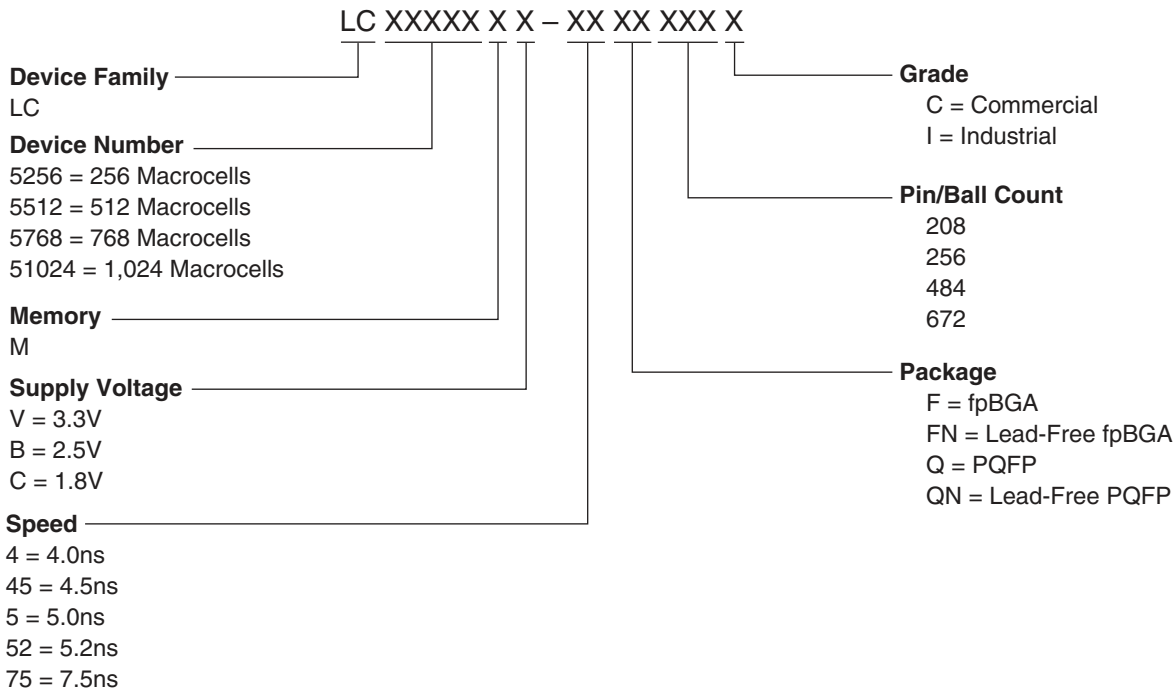 LC XXXXX X X – XX XX XXX X
Device Family
LC
Device Number
5256 = 256 Macrocells
5512 = 512 Macrocells
5768 = 768 Macrocells
51024 = 1,024 Macrocells
Memory
M
Supply Voltage
V = 3.3V
B = 2.5V
C = 1.8V
Speed
4 = 4.0ns
45 = 4.5ns
5 = 5.0ns
52 = 5.2ns
75 = 7.5ns
Grade
C = Commercial
I = Industrial
Pin/Ball Count
208
256
484
672
Package
F = fpBGA
FN = Lead-Free fpBGA
Q = PQFP
QN = Lead-Free PQFP